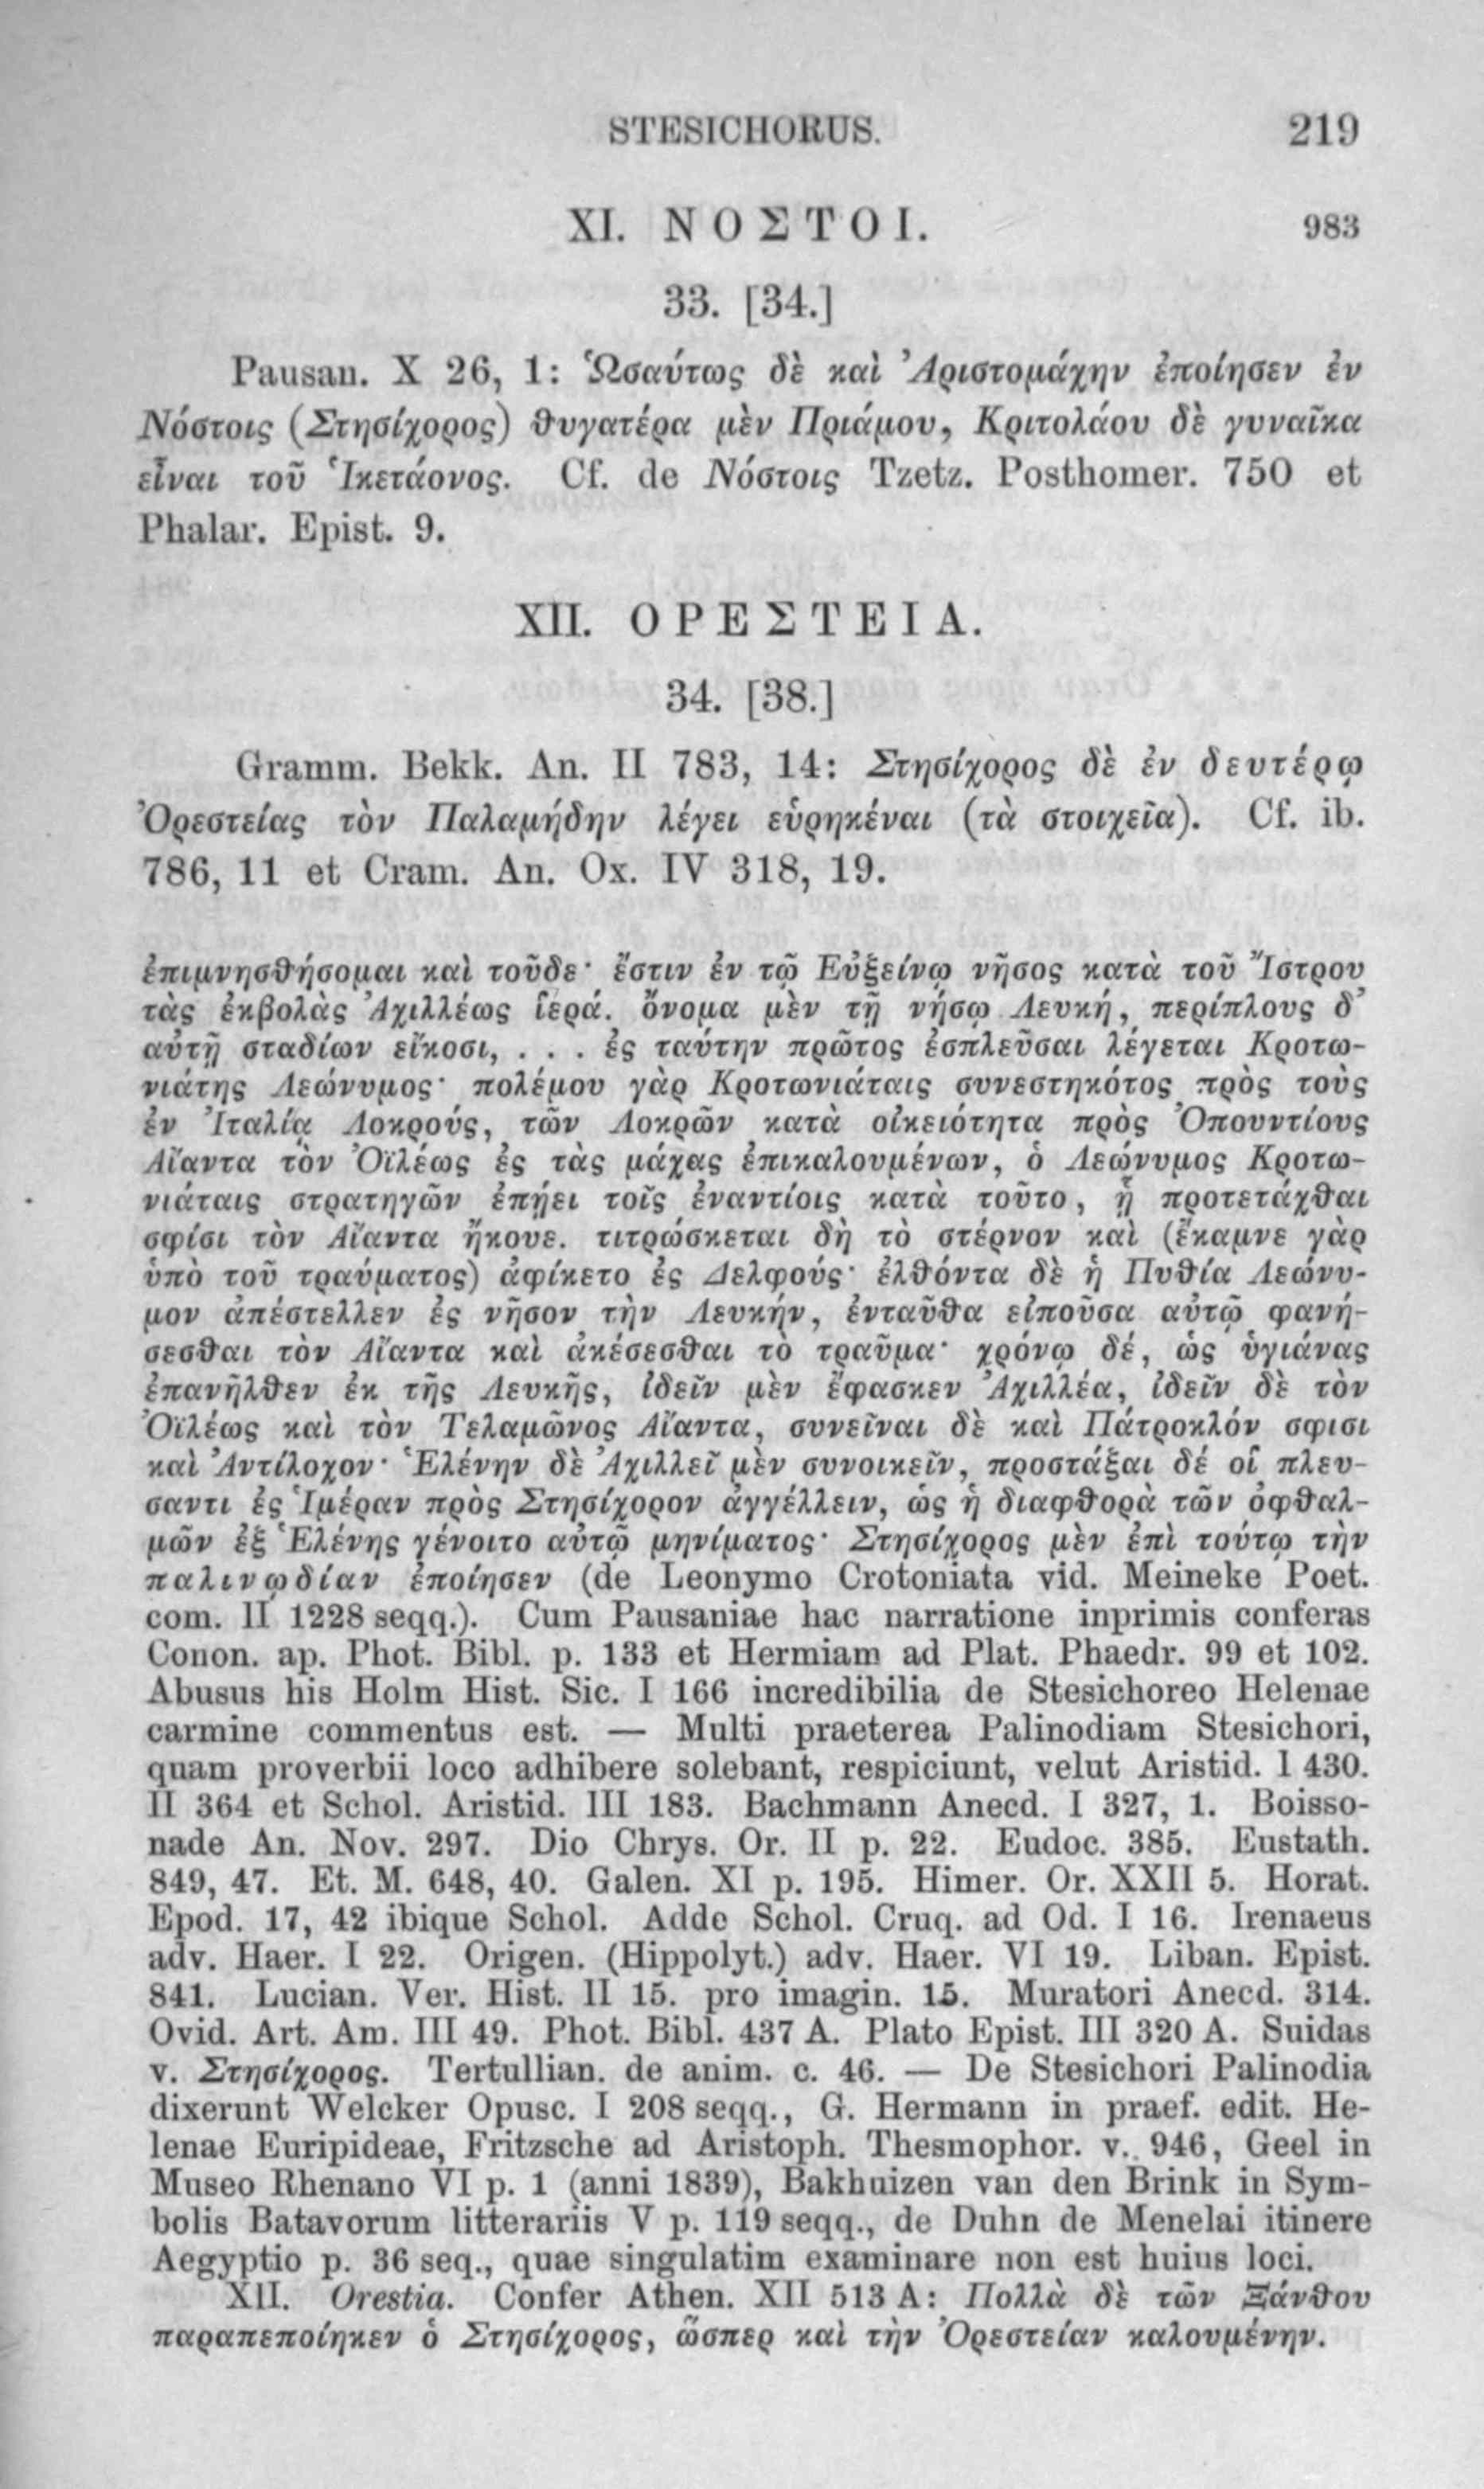 STESICHORUS. 219
XI. ΝΟΣΤΟΙ. 983
33. [34.]
Pausan. X 26, 1: Ὡσαύτως δὲ καὶ Ἀριστομάχην ἐποίησεν ἐν
Νόστοις (Στησίχορος) θυγατέρα μὲν Πριάμου, Κριτολάου δὲ γυναῖκα
εἶναι τοῦ Ἱκετάονος. Cf. de Νόστοις Tzetz. Posthomer. 750 et
Phalar. Epist. 9.
XII. ΟΡΕΣΤΕΙΑ.
34. [38.]
Gramm. Bekk. An. II 783, 14: Στησίχορος δὲ ἐν δευτέρῳ
Ὀρεστείας τὸν Παλαμήδην λέγει εὑρηκέναι (τὰ στοιχεῖα). Cf. ib.
786, 11 et Cram. An. Ox. IV 318, 19.
ἐπιμνησθήσομαι καὶ τοῦδε· ἔστιν ἐν τῷ Εὐξείνῳ νῆσος κατὰ τοῦ Ἴστρου
τὰς ἐκβολὰς Ἀχιλλέως ἱερά. ὄνομα μὲν τῇ νήσῳ Λευκή, περίπλους δ’
αὐτῇ σταδίων εἴκοσι, . . . ἐς ταύτην πρῶτος ἐσπλεῦσαι λέγεται Κροτω-
νιάτης Λεώνυμος· πολέμου γὰρ Κροτωνιάταις συνεστηκότος πρὸς τοὺς
ἐν Ἰταλίᾳ Λοκρούς, τῶν Λοκρῶν κατὰ οἰκειότητα πρὸς Ὀπουντίους
Αἴαντα τὸν Ὀϊλέως ἐς τὰς μάχας ἐπικαλουμένων, ὁ Λεώνυμος Κροτω-
νιάταις στρατηγῶν ἐπῄει τοῖς ἐναντίοις κατὰ τοῦτο, ᾗ προτετάχθαι
σφίσι τὸν Αἴαντα ἤκουε. τιτρώσκεται δὴ τὸ στέρνον καὶ (ἔκαμνε γὰρ
ὑπὸ τοῦ τραύματος) ἀφίκετο ἐς Δελφούς· ἐλθόντα δὲ ἡ Πυθία Λεώνυ-
μον ἀπέστελλεν ἐς νῆσον τὴν Λευκήν, ἐνταῦθα εἰποῦσα αὐτῷ φανή-
σεσθαι τὸν Αἴαντα καὶ ἀκέσεσθαι τὸ τραῦμα· χρόνῳ δέ, ὡς ὑγιάνας
ἐπανῆλθεν ἐκ τῆς Λευκῆς, ἰδεῖν μὲν ἔφασκεν Ἀχιλλέα, ἰδεῖν δὲ τὸν
Ὀϊλέως καὶ τὸν Τελαμῶνος Αἴαντα, συνεῖναι δὲ καὶ Πάτροκλόν σφισι
καὶ Ἀντίλοχον· Ἑλένην δὲ Ἀχιλλεῖ μὲν συνοικεῖν, προστάξαι δέ οἱ πλευ-
σαντι ἐς Ἱμέραν πρὸς Στησίχορον ἀγγέλλειν, ὡς ἡ διαφθορὰ τῶν ὀφθαλ-
μῶν ἐξ Ἑλένης γένοιτο αὐτῷ μηνίματος· Στησίχορος μὲν ἐπὶ τούτῳ τὴν
παλινῳδίαν ἐποίησεν (de Leonymo Crotoniata vid. Meineke Poet.
com. II 1228 seqq.). Cum Pausaniae hac narratione inprimis conferas
Conon. ap. Phot. Bibl. p. 133 et Hermiam ad Plat. Phaedr. 99 et 102.
Abusus his Holm Hist. Sic. I 166 incredibilia de Stesichoreo Helenae
carmine commentus est. — Multi praeterea Palinodiam Stesichori,
quam proverbii loco adhibere solebant, respiciunt, velut Aristid. I 430.
II 364 et Schol. Aristid. III 183. Bachmann Anecd. I 327, 1. Boisso-
nade An. Nov. 297. Dio Chrys. Or. II p. 22. Eudoc. 385. Eustath.
849, 47. Et. M. 648, 40. Galen. XI p. 195. Himer. Or. XXII 5. Horat.
Epod. 17, 42 ibique Schol. Adde Schol. Cruq. ad Od. I 16. Irenaeus
adv. Haer. I 22. Origen. (Hippolyt.) adv. Haer. VI 19. Liban. Epist.
841. Lucian. Ver. Hist. II 15. pro imagin. 15. Muratori Anecd. 314.
Ovid. Art. Am. III 49. Phot. Bibl. 437 A. Plato Epist. III 320 A. Suidas
v. Στησίχορος. Tertullian. de anim. c. 46. — De Stesichori Palinodia
dixerunt Welcker Opusc. I 208 seqq., G. Hermann in praef. edit. He-
lenae Euripideae, Fritzsche ad Aristoph. Thesmophor. v. 946, Geel in
Museo Rhenano VI p. 1 (anni 1839), Bakhuizen van den Brink in Sym-
bolis Batavorum litterariis V p. 119 seqq., de Duhn de Menelai itinere
Aegyptio p. 36 seq., quae singulatim examinare non est huius loci.
XII. Orestia. Confer Athen. XII 513 A: Πολλὰ δὲ τῶν Ξάνθου
παραπεποίηκεν ὁ Στησίχορος, ὥσπερ καὶ τὴν Ὀρεστείαν καλουμένην.